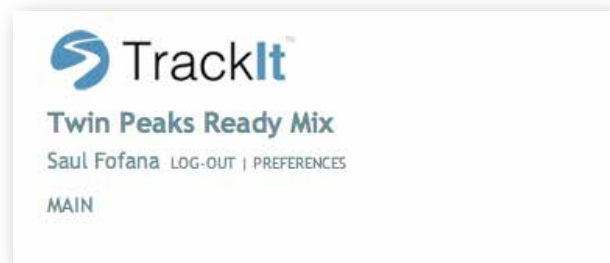 TrackIt™
Twin Peaks Ready Mix
Saul Fofana LOG-OUT | PREFERENCES
MAIN